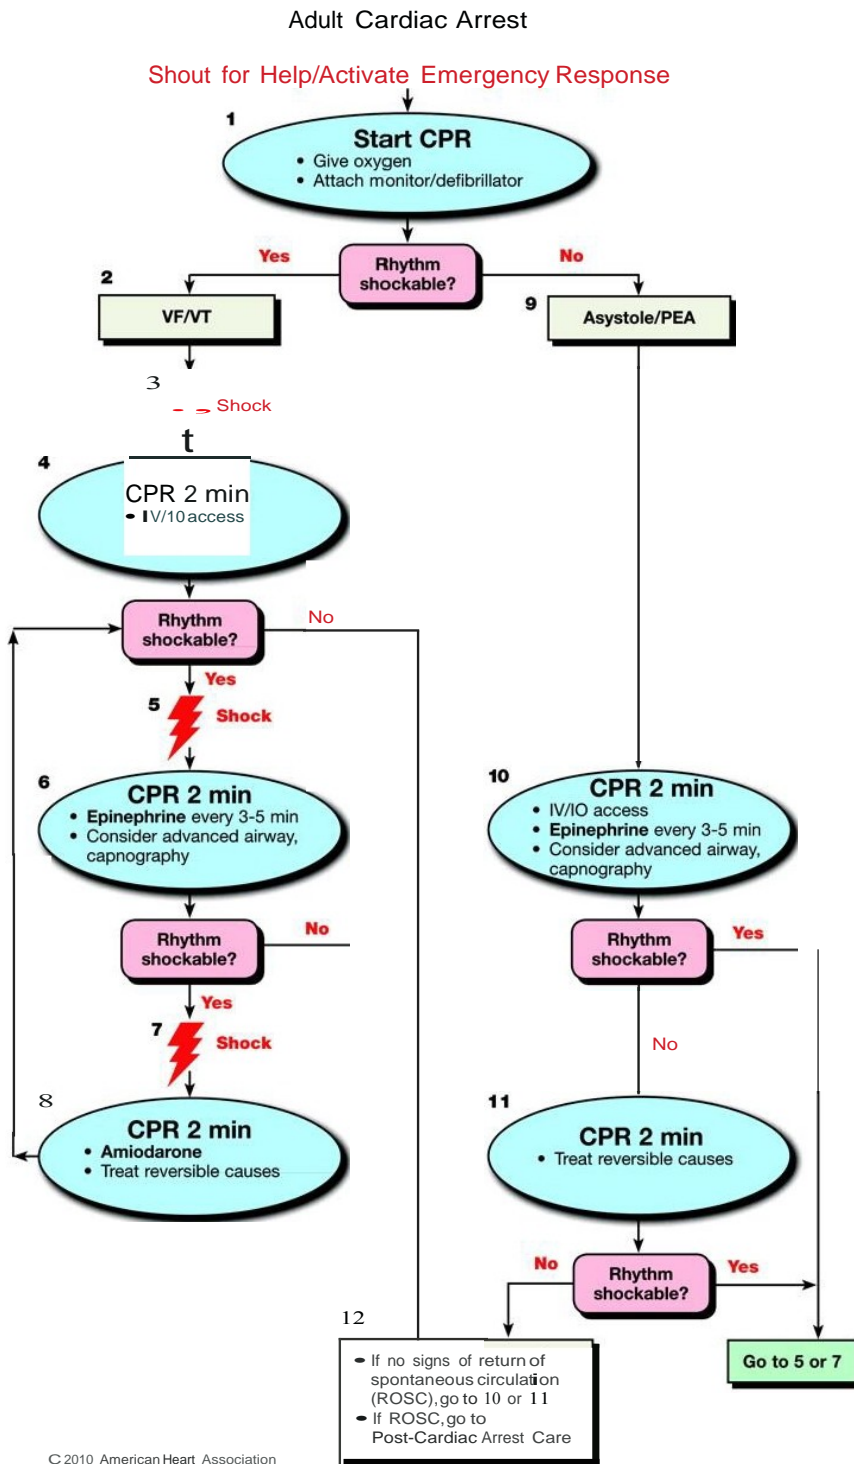 Adult Cardiac Arrest
Shout for Help/Activate Emergency Response
1
Start CPR
• Give oxygen
• Attach monitor/defibrillator
Yes
Rhythm
shockable?
No
2
VF/VT
9
Asystole/PEA
3
Shock
t
4
CPR 2 min
• IV/10 access
Rhythm
shockable?
No
Yes
5
Shock
6
CPR 2 min
• Epinephrine every 3-5 min
• Consider advanced airway,
capnography
10
CPR 2 min
• IV/IO access
• Epinephrine every 3-5 min
• Consider advanced airway,
capnography
Rhythm
shockable?
No
Rhythm
shockable?
Yes
Yes
7
Shock
No
8
CPR 2 min
• Amiodarone
• Treat reversible causes
11
CPR 2 min
• Treat reversible causes
No
Rhythm
shockable?
Yes
12
• If no signs of return of
spontaneous circulation
(ROSC), go to 10 or 11
• If ROSC, go to
Post-Cardiac Arrest Care
Go to 5 or 7
C 2010 American Heart Association